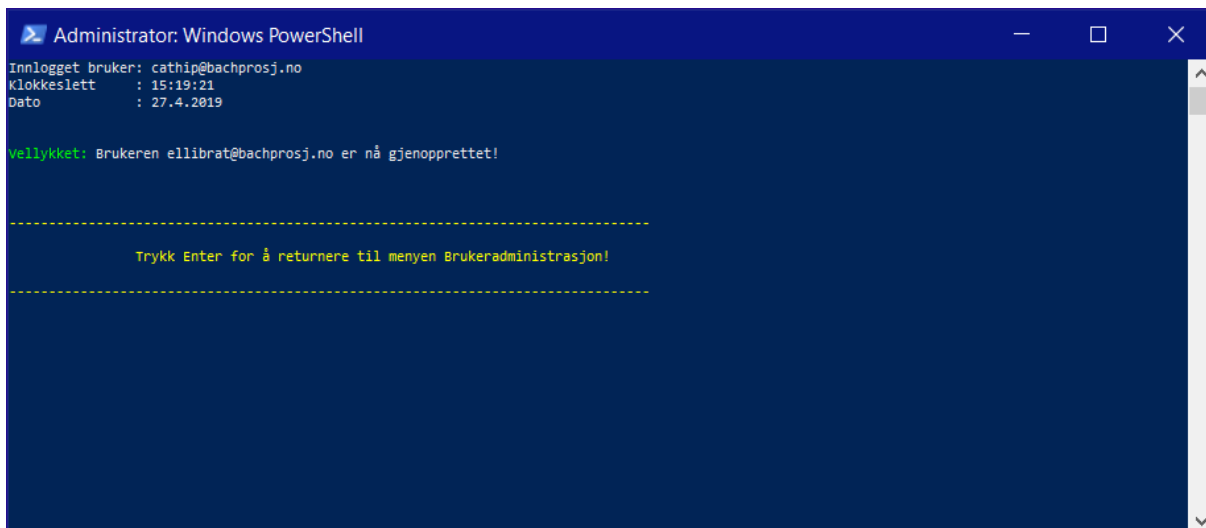 Administrator: Windows PowerShell
Innlogget bruker: cathip@bachprosj.no
Klokkeslett : 15:19:21
Dato : 27.4.2019
Vellykket: Brukeren ellibrat@bachprosj.no er nå gjenopprettet!
--------------------------------------------------------------------------------
Trykk Enter for å returnere til menyen Brukeradministrasjon!
--------------------------------------------------------------------------------